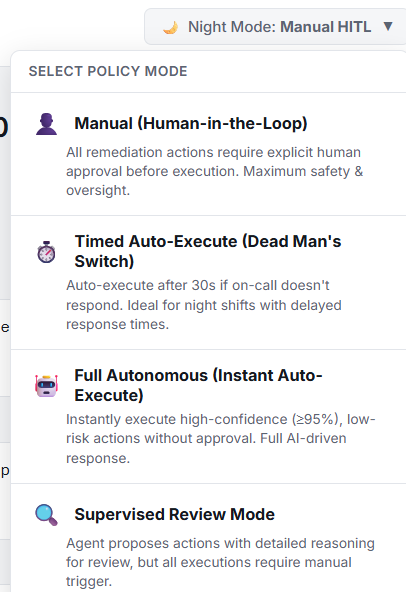 Night Mode: Manual HITL ▼
SELECT POLICY MODE
Manual (Human-in-the-Loop)
All remediation actions require explicit human
approval before execution. Maximum safety &
oversight.
Timed Auto-Execute (Dead Man's
Switch)
Auto-execute after 30s if on-call doesn't
respond. Ideal for night shifts with delayed
response times.
Full Autonomous (Instant Auto-
Execute)
Instantly execute high-confidence (≥95%), low-
risk actions without approval. Full AI-driven
response.
Supervised Review Mode
Agent proposes actions with detailed reasoning
for review, but all executions require manual
trigger.